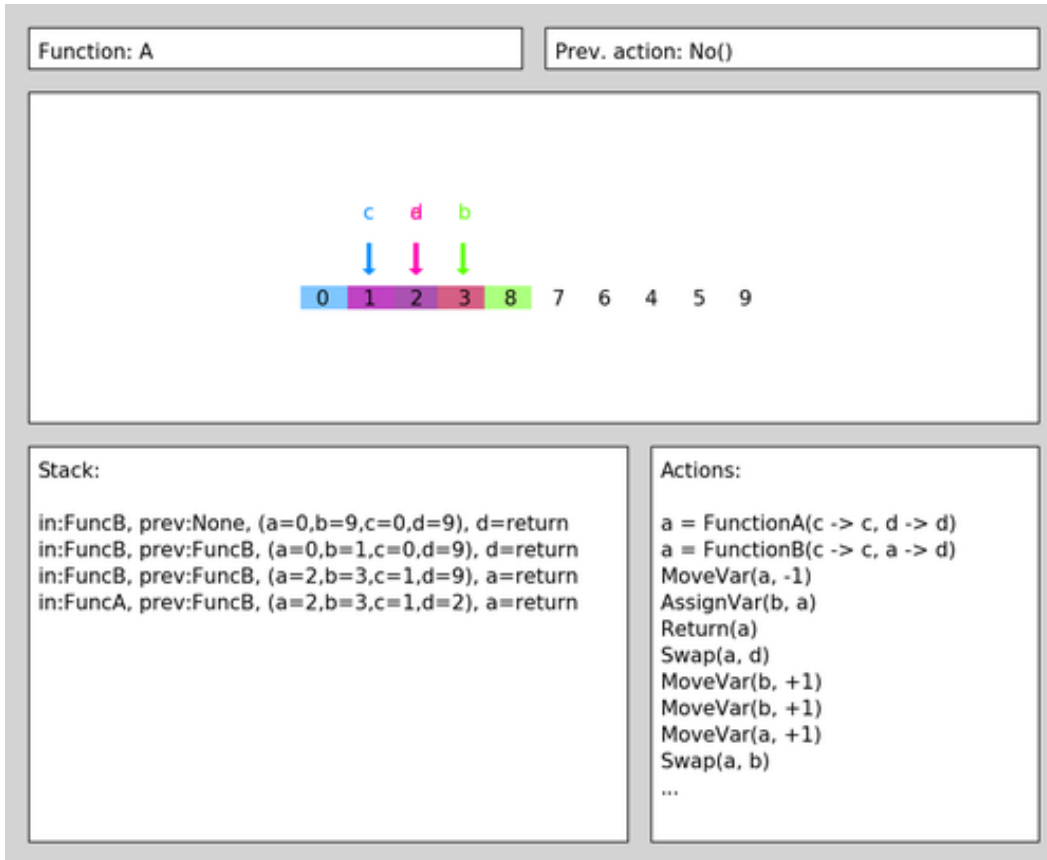 Function: A
Prev. action: No()
c d b
0 1 2 3 8 7 6 4 5 9
Stack:
in:FuncB, prev:None, (a=0,b=9,c=0,d=9), d=return
in:FuncB, prev:FuncB, (a=0,b=1,c=0,d=9), d=return
in:FuncB, prev:FuncB, (a=2,b=3,c=1,d=9), a=return
in:FuncA, prev:FuncB, (a=2,b=3,c=1,d=2), a=return
Actions:
a = FunctionA(c -> c, d -> d)
a = FunctionB(c -> c, a -> d)
MoveVar(a, -1)
AssignVar(b, a)
Return(a)
Swap(a, d)
MoveVar(b, +1)
MoveVar(b, +1)
MoveVar(a, +1)
Swap(a, b)
...